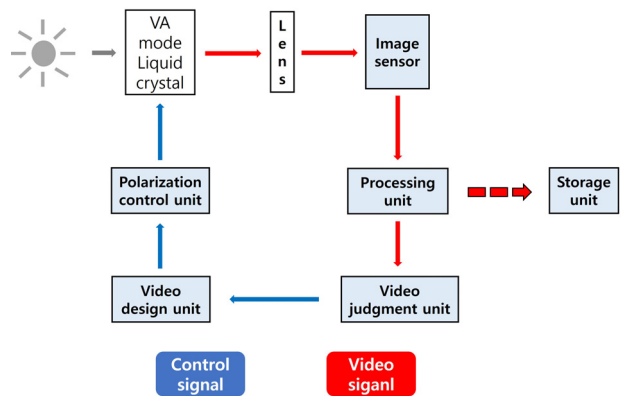 VA
mode
Liquid
crystal
Lens
Image
sensor
Polarization
control unit
Processing
unit
Storage
unit
Video
design unit
Video
judgment unit
Control
signal
Video
siganl